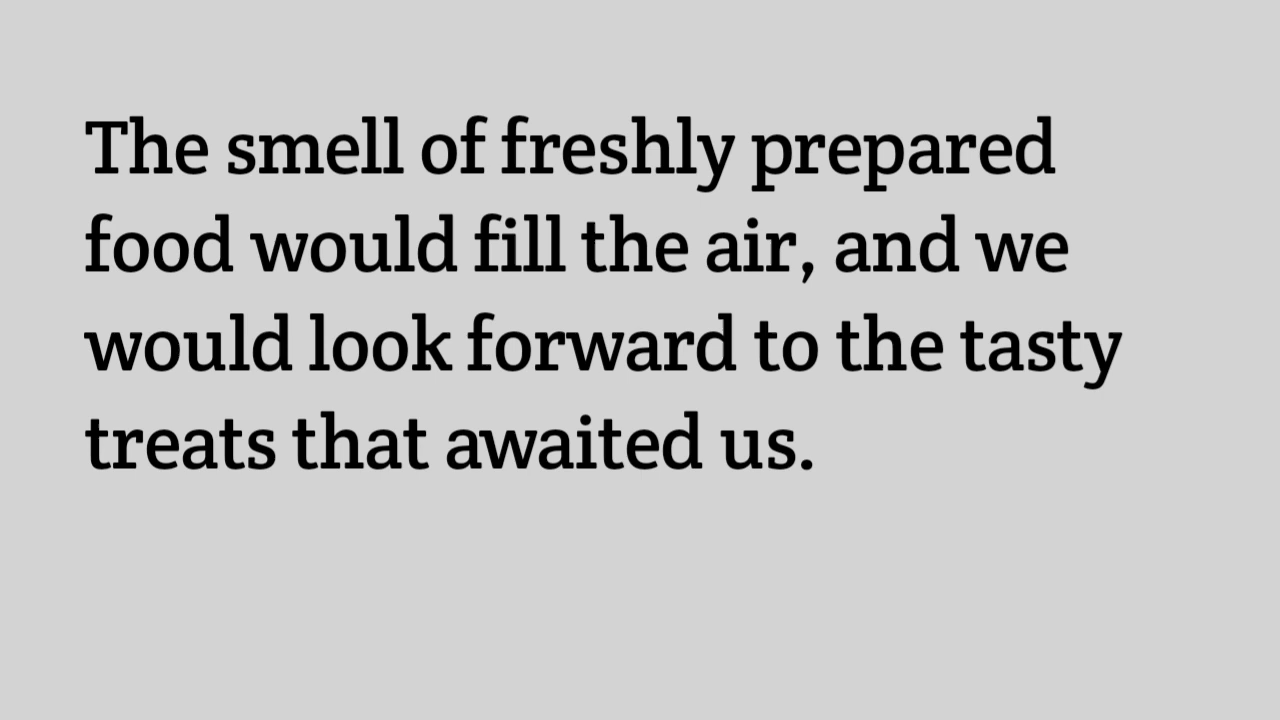 The smell of freshly prepared
food would fill the air, and we
would look forward to the tasty
treats that awaited us.